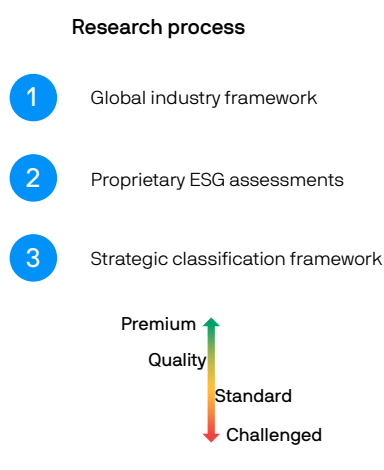 Research process
1 Global industry framework
2 Proprietary ESG assessments
3 Strategic classification framework
Premium
Quality
Standard
Challenged